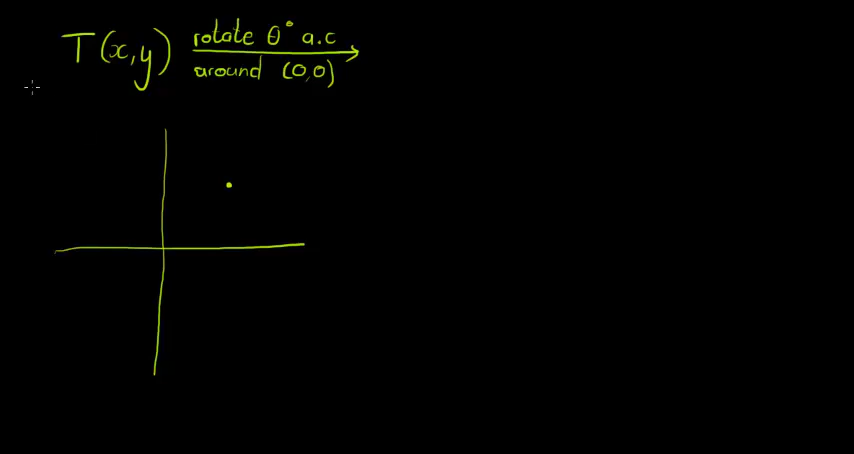 T(x,y) rotate θ° a.c
around (0,0)